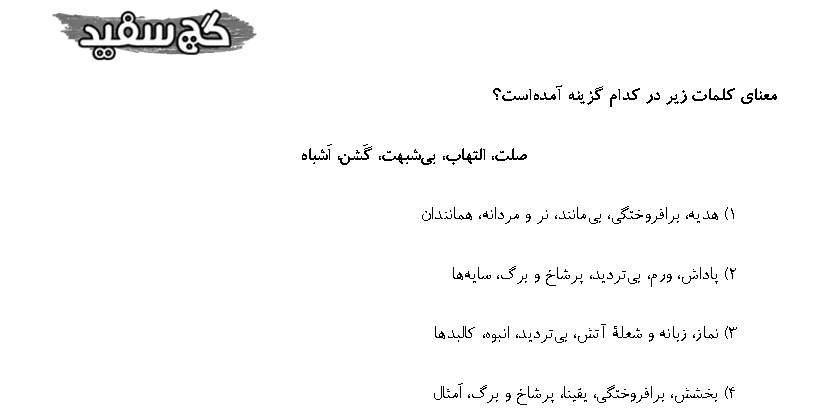 گچ سفید
معنای کلمات زیر در کدام گزینه آمده‌است؟
صلت، التهاب، بی‌شبهت، گَشن، اَشباه
۱) هدیه، برافروختگی، بی‌مانند، نر و مردانه، همانندان
۲) پاداش، ورم، بی‌تردید، پرشاخ و برگ، سایه‌ها
۳) نماز، زبانه و شعلۀ آتش، بی‌تردید، انبوه، کالبدها
۴) بخشش، برافروختگی، یقینا، پرشاخ و برگ، اَمثال